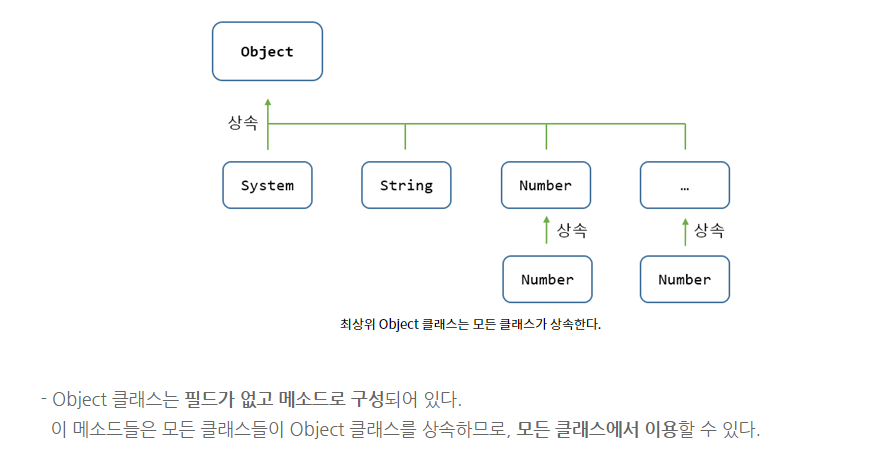 Object
상속
System
String
Number
…
상속
상속
Number
Number
최상위 Object 클래스는 모든 클래스가 상속한다.
- Object 클래스는 필드가 없고 메소드로 구성되어 있다.
이 메소드들은 모든 클래스들이 Object 클래스를 상속하므로, 모든 클래스에서 이용할 수 있다.